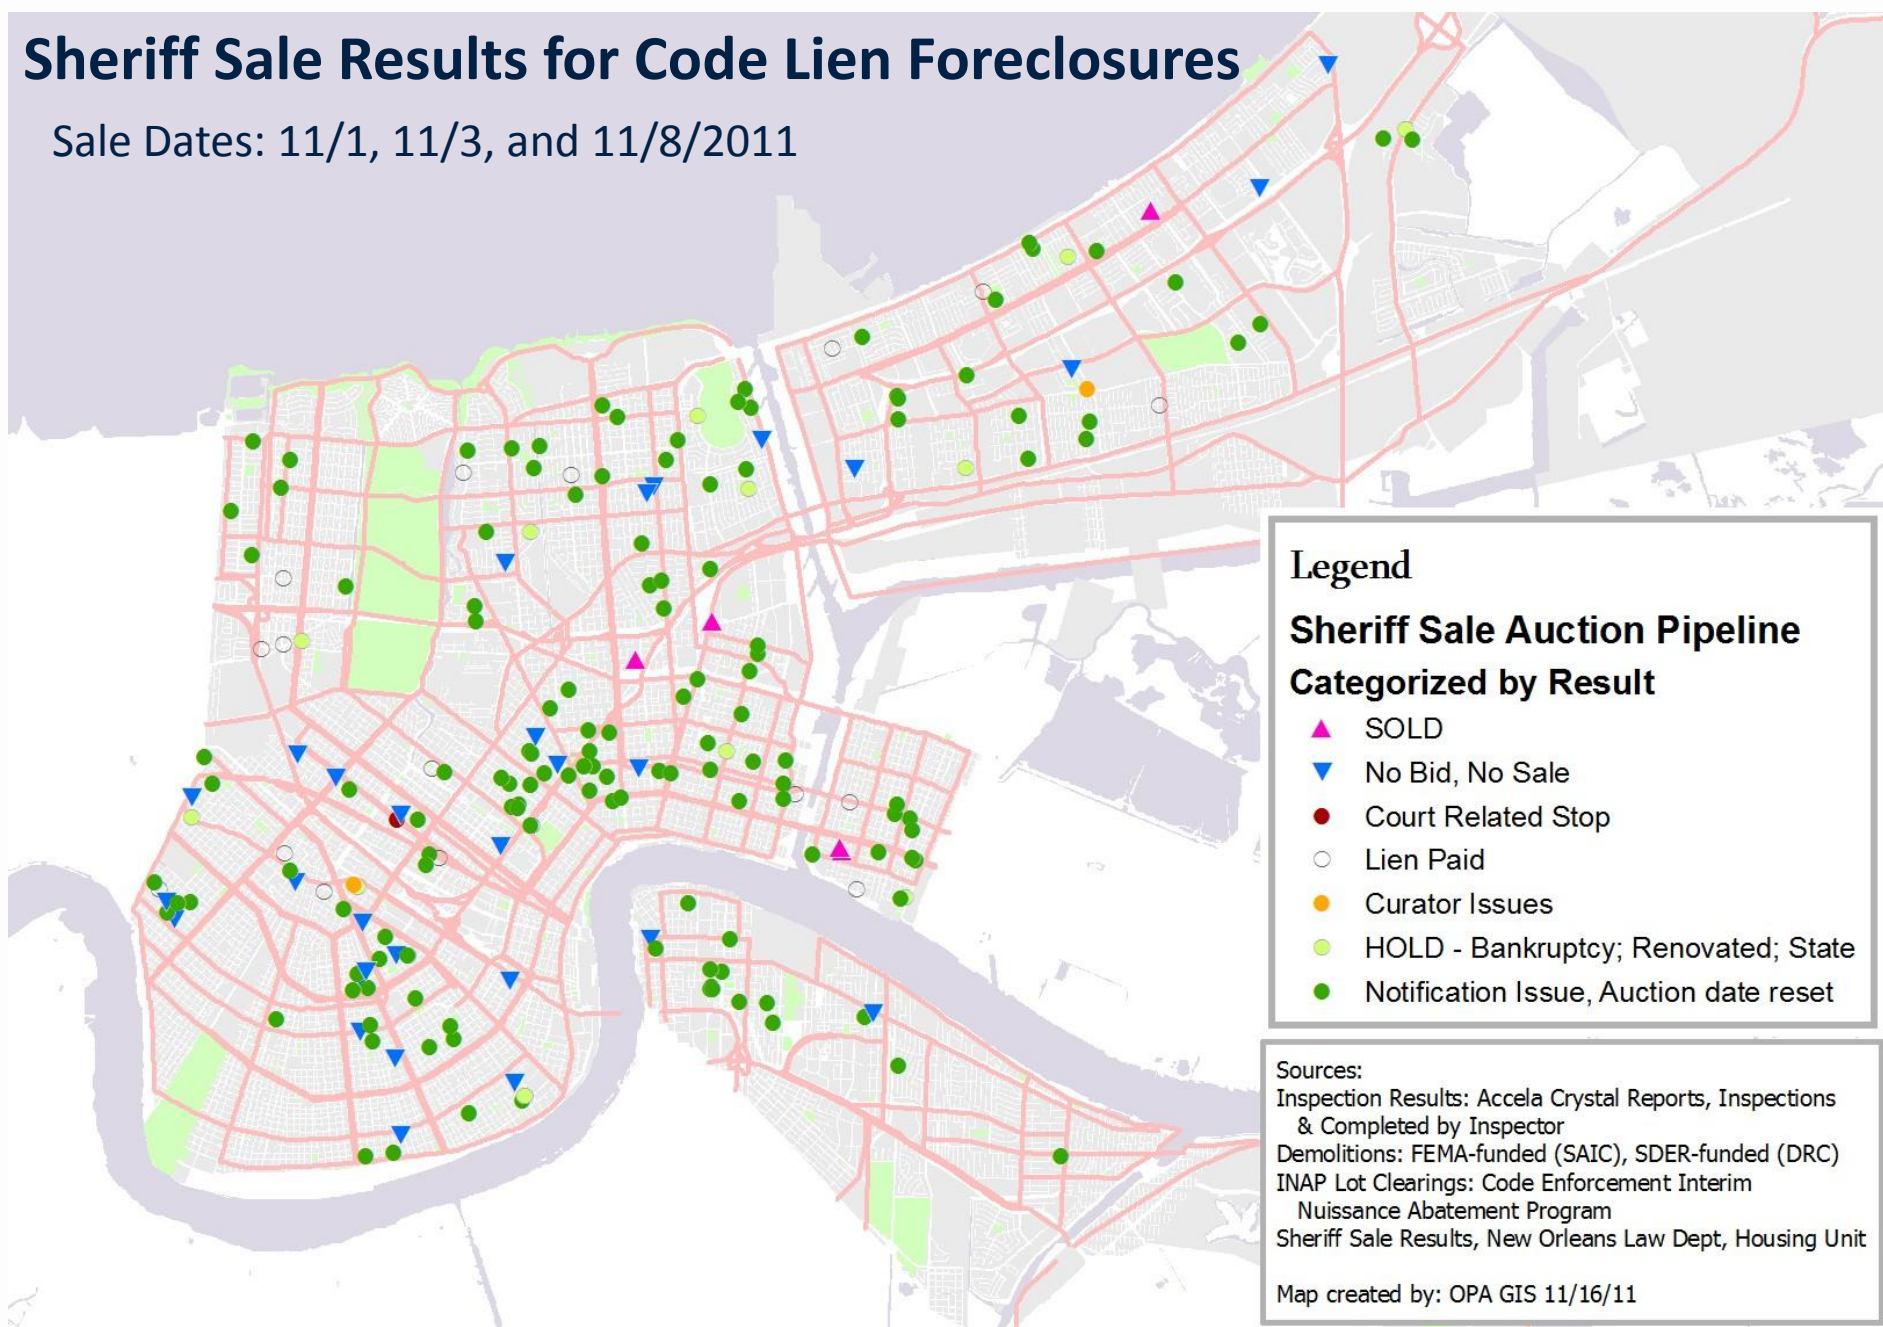 Sheriff Sale Results for Code Lien Foreclosures
Sale Dates: 11/1, 11/3, and 11/8/2011
Legend
Sheriff Sale Auction Pipeline
Categorized by Result
SOLD
No Bid, No Sale
Court Related Stop
Lien Paid
Curator Issues
HOLD - Bankruptcy; Renovated; State
Notification Issue, Auction date reset
Sources:
Inspection Results: Accela Crystal Reports, Inspections
& Completed by Inspector
Demolitions: FEMA-funded (SAIC), SDER-funded (DRC)
INAP Lot Clearings: Code Enforcement Interim
Nuissance Abatement Program
Sheriff Sale Results, New Orleans Law Dept, Housing Unit
Map created by: OPA GIS 11/16/11